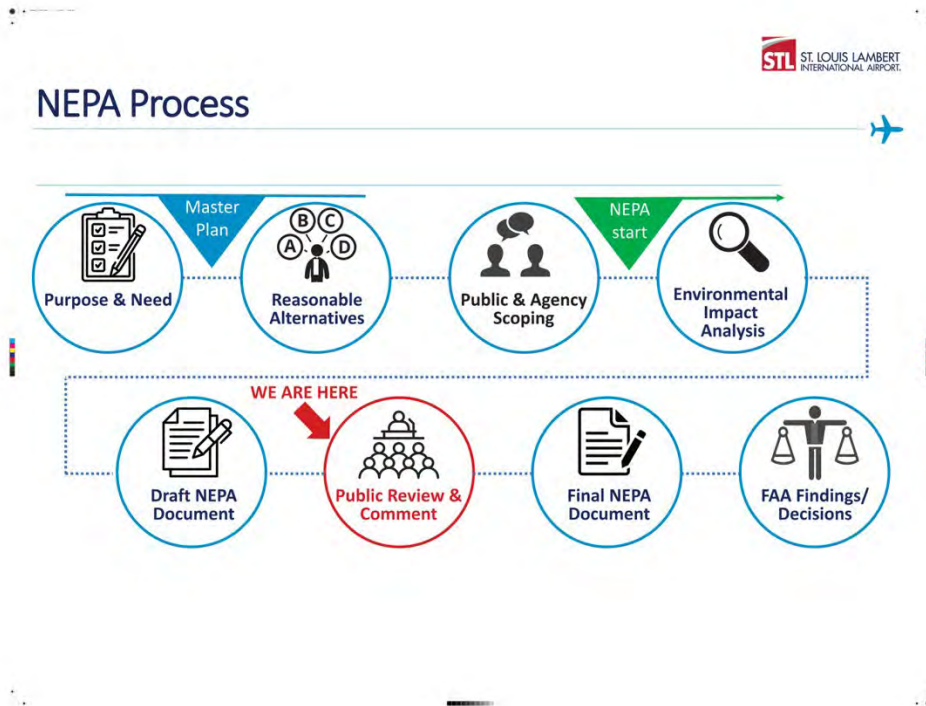 STL ST. LOUIS LAMBERT
INTERNATIONAL AIRPORT.
NEPA Process
Master
Plan
NEPA
start
Purpose & Need
B C
A D
Reasonable
Alternatives
Public & Agency
Scoping
Environmental
Impact
Analysis
WE ARE HERE
Draft NEPA
Document
Public Review &
Comment
Final NEPA
Document
FAA Findings/
Decisions